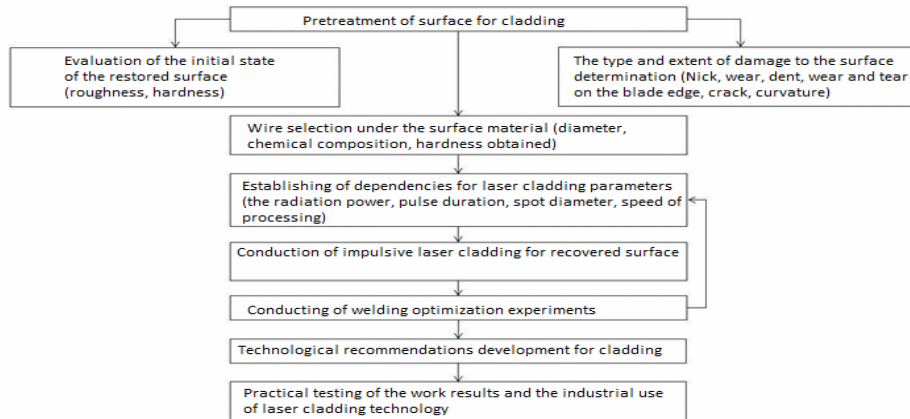 Pretreatment of surface for cladding
Evaluation of the initial state
of the restored surface
(roughness, hardness)
The type and extent of damage to the surface
determination (Nick, wear, dent, wear and tear
on the blade edge, crack, curvature)
Wire selection under the surface material (diameter,
chemical composition, hardness obtained)
Establishing of dependencies for laser cladding parameters
(the radiation power, pulse duration, spot diameter, speed of
processing)
Conduction of impulsive laser cladding for recovered surface
Conducting of welding optimization experiments
Technological recommendations development for cladding
Practical testing of the work results and the industrial use
of laser cladding technology